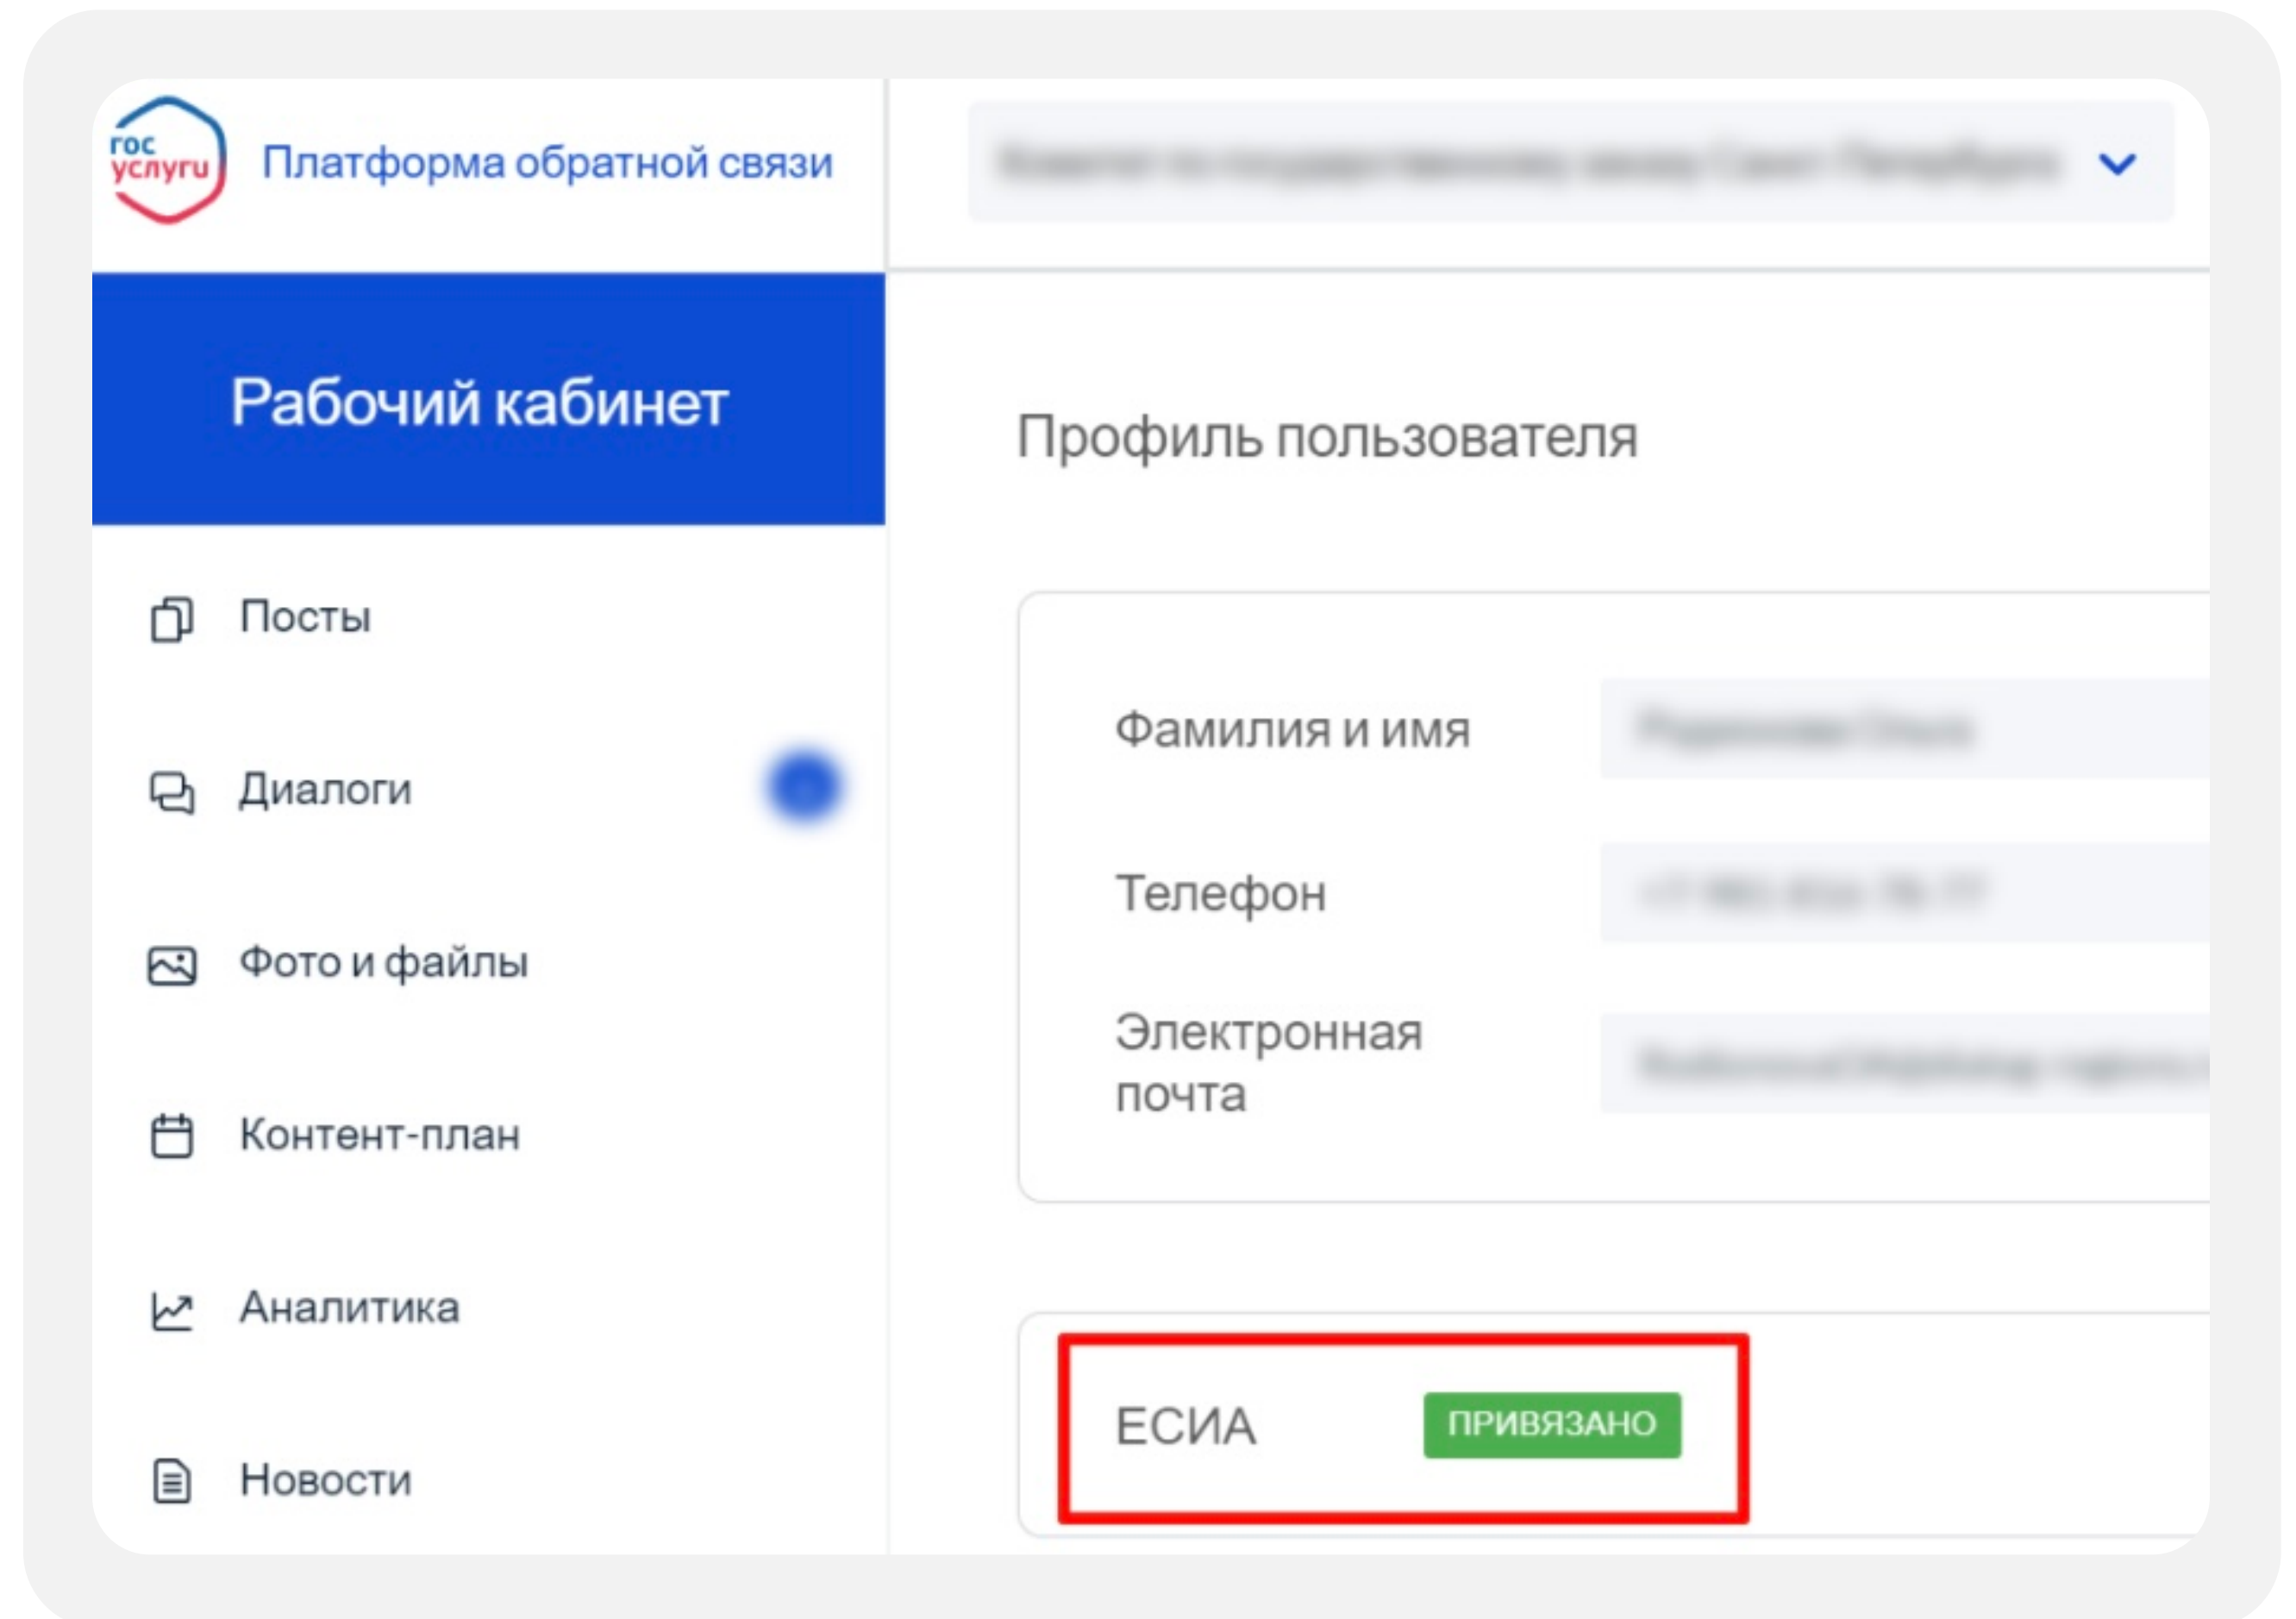 гос
услуги
Платформа обратной связи
Рабочий кабинет
Посты
Диалоги
Фото и файлы
Контент-план
Аналитика
Новости
Профиль пользователя
Фамилия и имя
Телефон
Электронная
почта
ЕСИА
ПРИВЯЗАНО